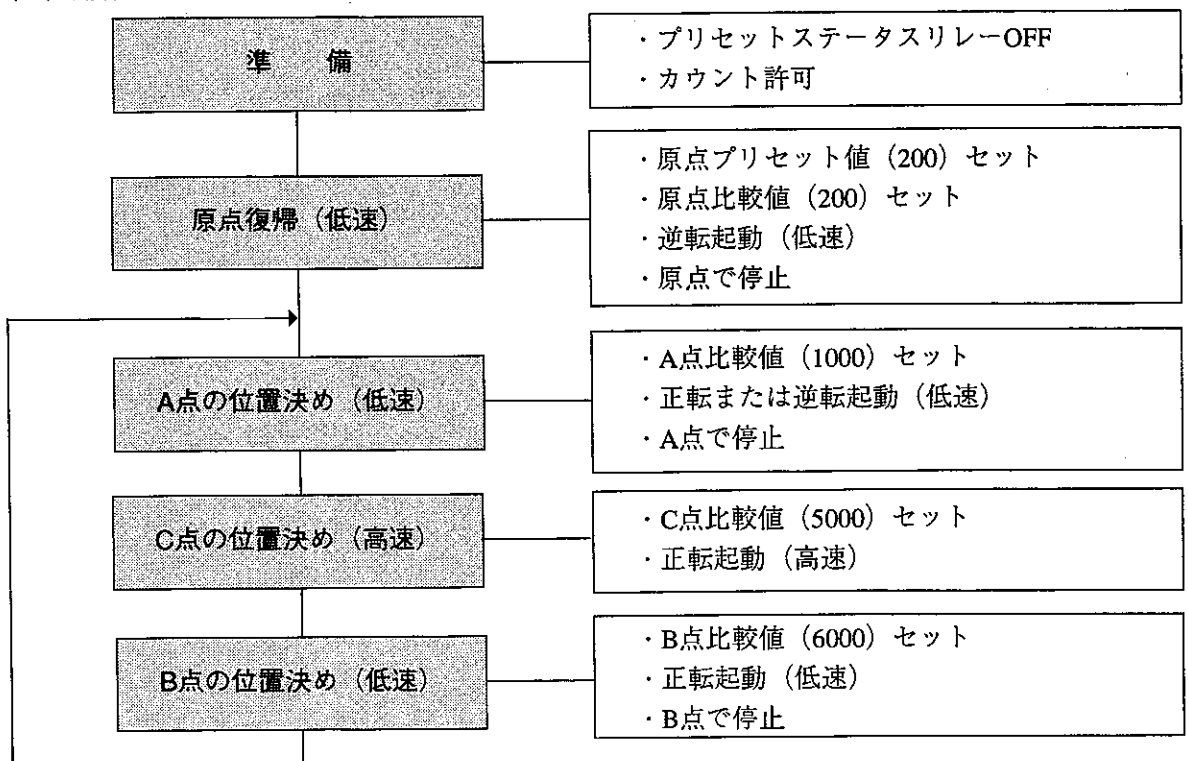 準　備
・プリセットステータスリレーOFF
・カウント許可
原点復帰（低速）
・原点プリセット値（200）セット
・原点比較値（200）セット
・逆転起動（低速）
・原点で停止
A点の位置決め（低速）
・A点比較値（1000）セット
・正転または逆転起動（低速）
・A点で停止
C点の位置決め（高速）
・C点比較値（5000）セット
・正転起動（高速）
B点の位置決め（低速）
・B点比較値（6000）セット
・正転起動（低速）
・B点で停止